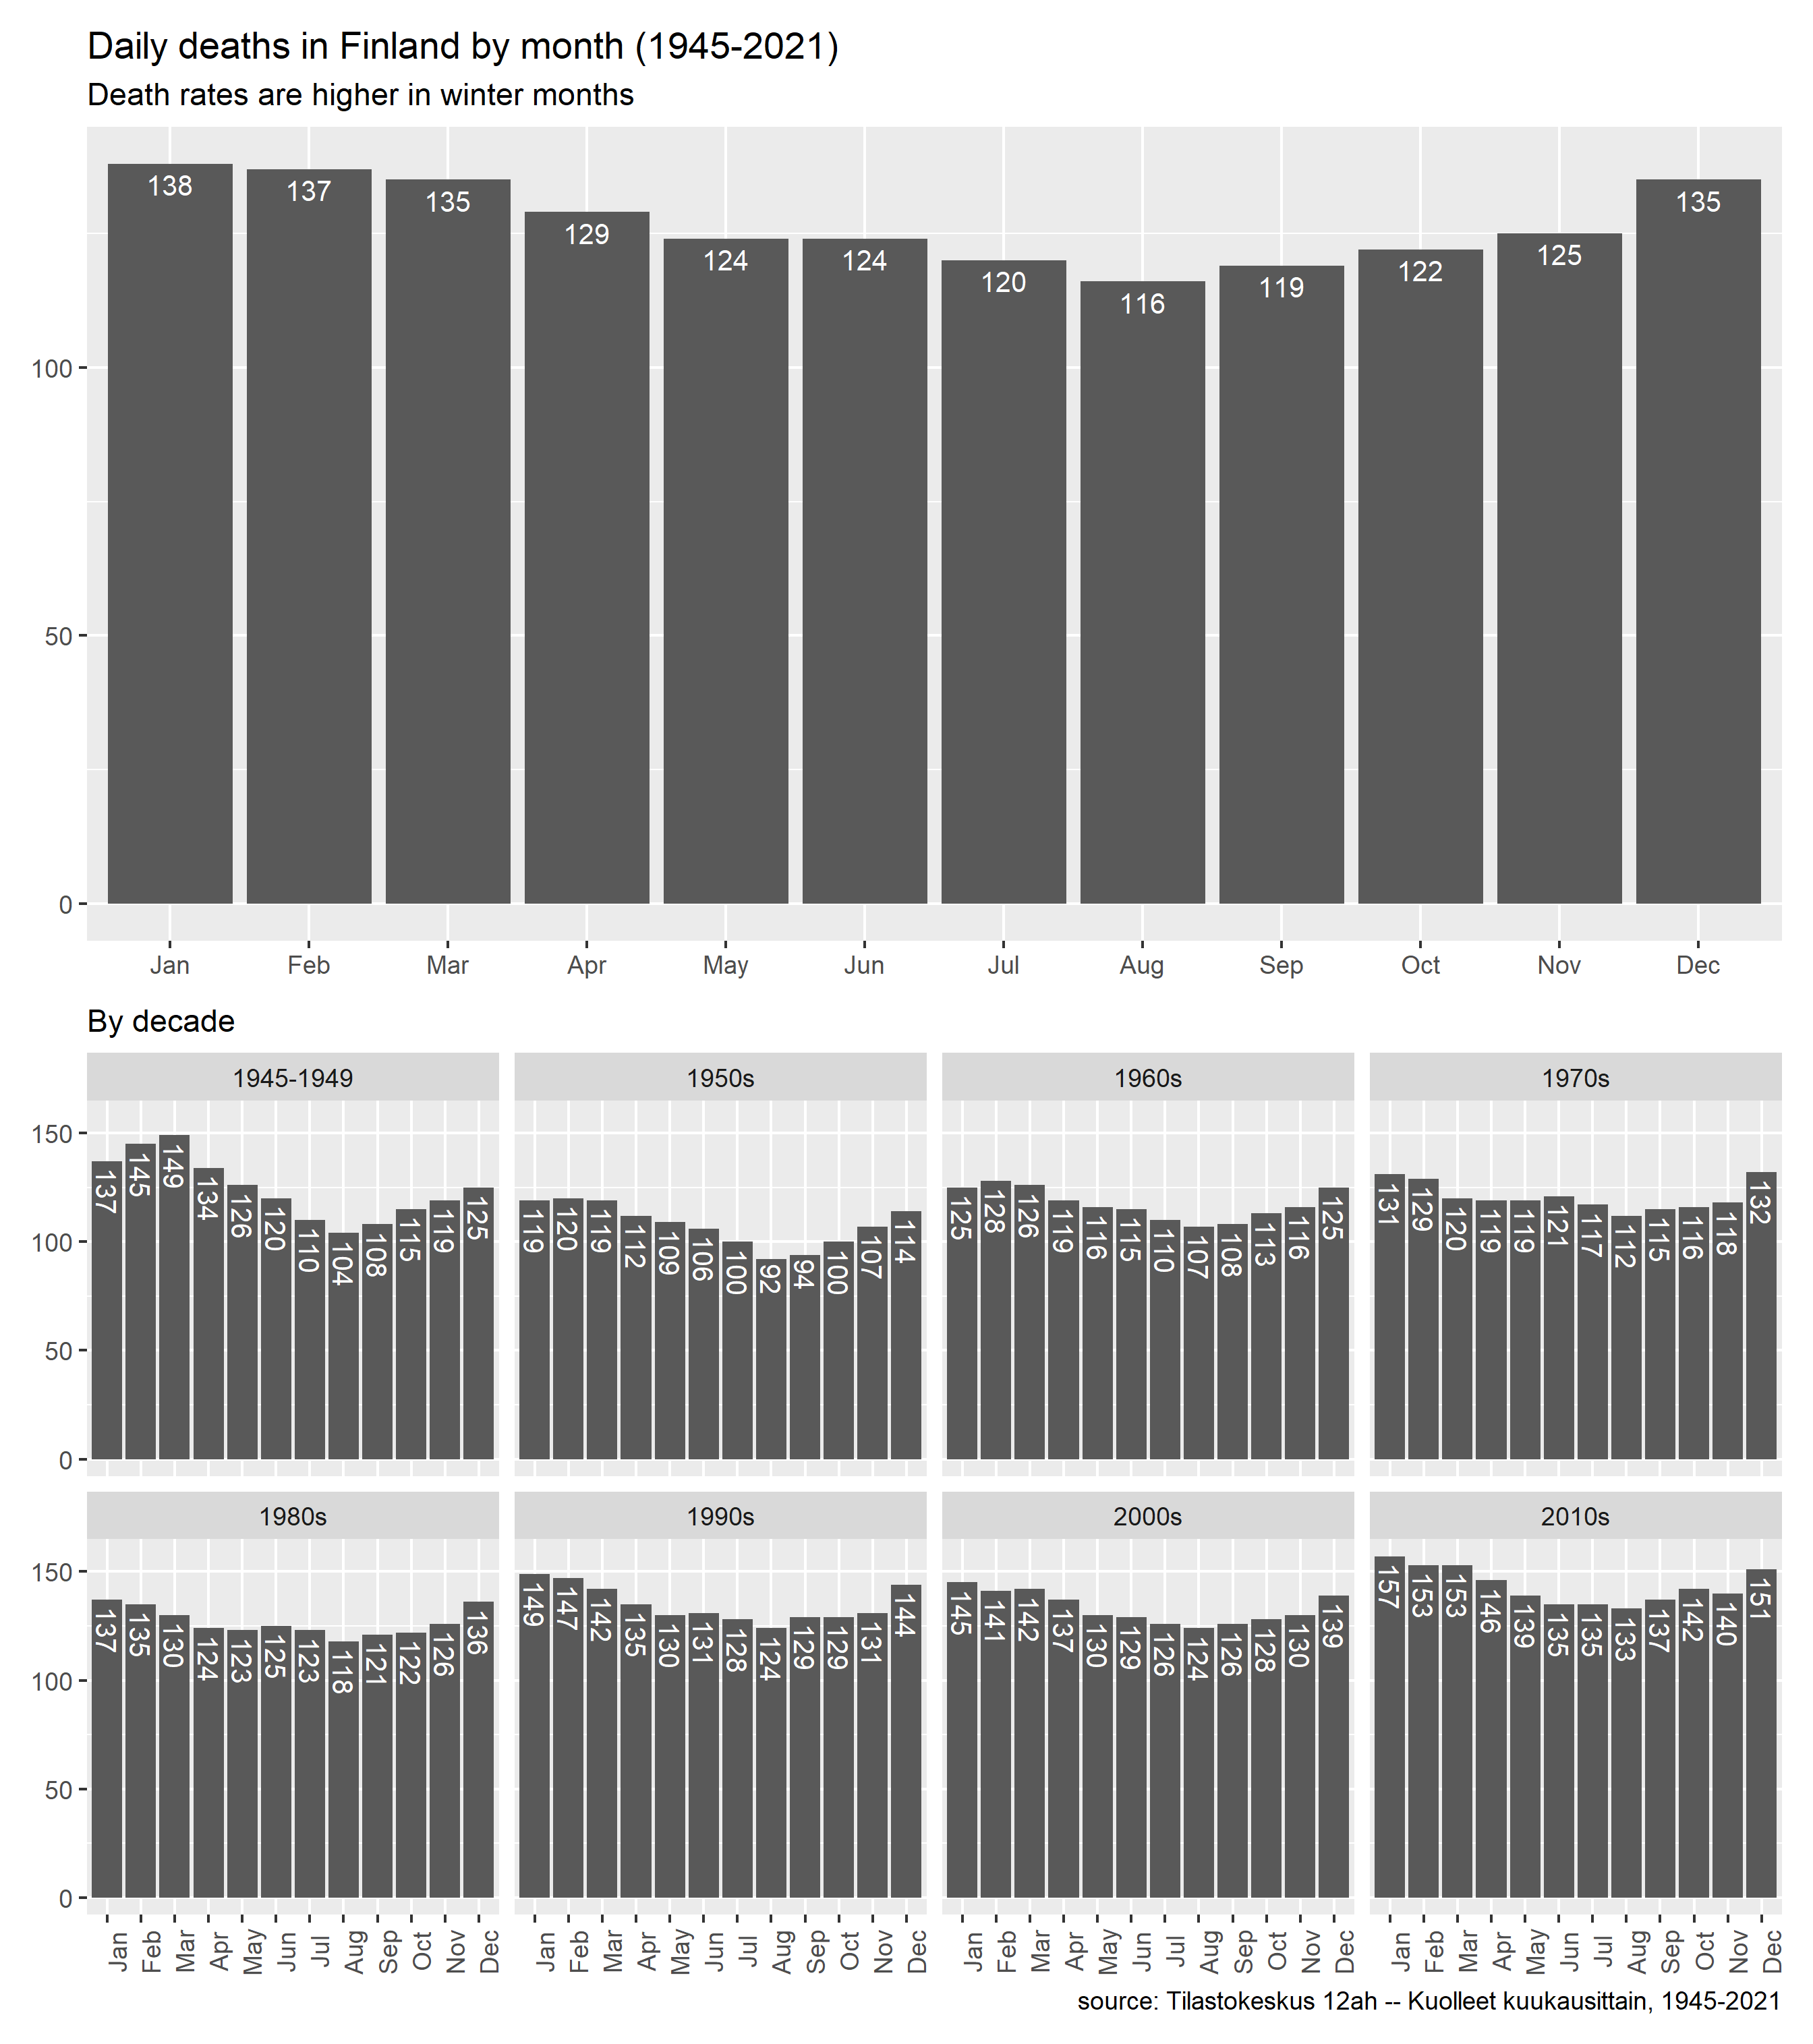 Daily deaths in Finland by month (1945-2021)
Death rates are higher in winter months
138 137 135 129 124 124 120 116 119 122 125 135
100
50
0
Jan Feb Mar Apr May Jun Jul Aug Sep Oct Nov Dec
By decade
1945-1949 1950s 1960s 1970s
150
100
50
0
137 145 149 134 126 120 110 104 108 115 119 125
119 120 119 112 109 106 100 92 94 100 107 114
125 128 126 119 116 115 110 107 108 113 116 125
131 129 120 119 119 121 117 112 115 116 118 132
1980s 1990s 2000s 2010s
150
100
50
0
137 135 130 124 123 125 123 118 121 122 126 136
149 147 142 135 130 131 128 124 129 129 131 144
145 141 142 137 130 129 126 124 126 128 130 139
157 153 153 146 139 135 135 133 137 142 140 151
Jan Feb Mar Apr May Jun Jul Aug Sep Oct Nov Dec
Jan Feb Mar Apr May Jun Jul Aug Sep Oct Nov Dec
Jan Feb Mar Apr May Jun Jul Aug Sep Oct Nov Dec
Jan Feb Mar Apr May Jun Jul Aug Sep Oct Nov Dec
source: Tilastokeskus 12ah -- Kuolleet kuukausittain, 1945-2021